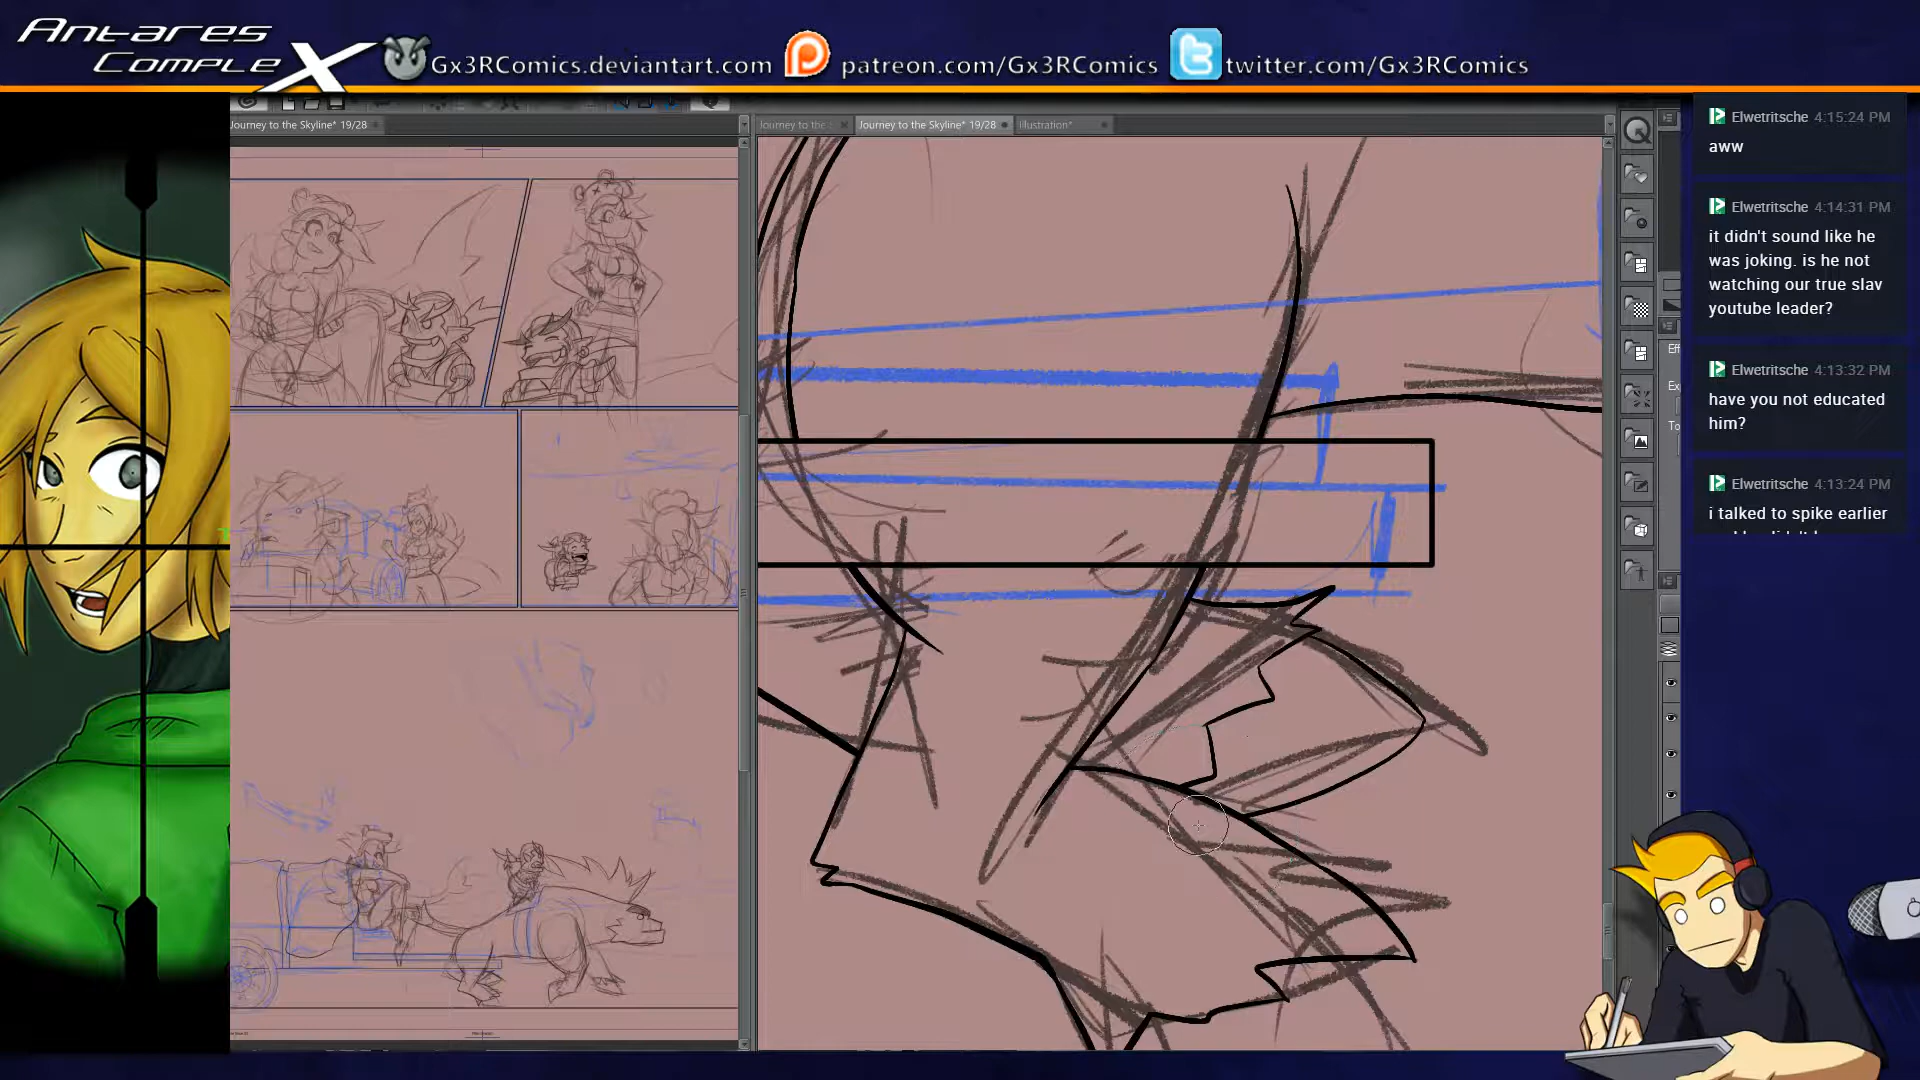 Antares
Complex
Gx3RComics.deviantart.com
patreon.com/Gx3RComics
twitter.com/Gx3RComics
Journey to the Skyline* 19/28
Journey to the
Journey to the Skyline* 19/28
Illustration*
Elwetritsche 4:15:24 PM
aww
Elwetritsche 4:14:31 PM
it didn't sound like he
was joking. is he not
watching our true slav
youtube leader?
Elwetritsche 4:13:32 PM
have you not educated
him?
Elwetritsche 4:13:24 PM
i talked to spike earlier